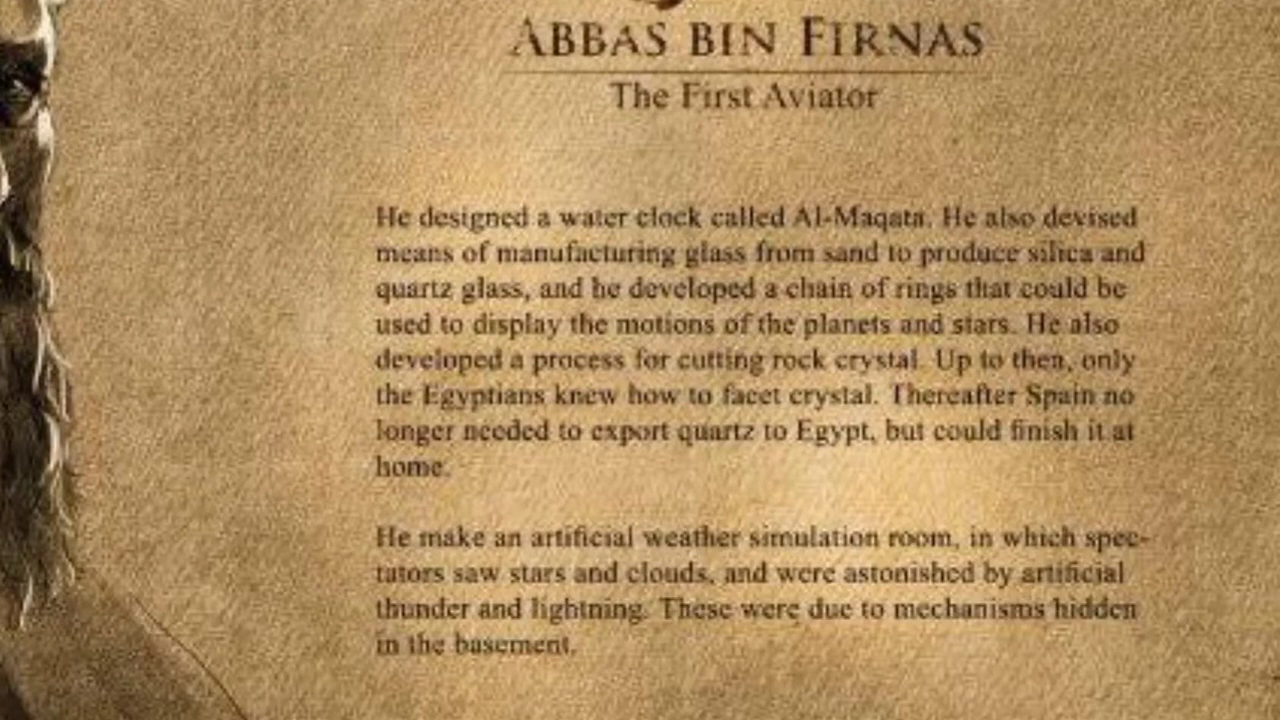 ABBAS BIN FIRNAS
The First Aviator
He designed a water clock called Al-Maqata. He also devised
means of manufacturing glass from sand to produce silica and
quartz glass, and he developed a chain of rings that could be
used to display the motions of the planets and stars. He also
developed a process for cutting rock crystal. Up to then, only
the Egyptians knew how to facet crystal. Thereafter Spain no
longer needed to export quartz to Egypt, but could finish it at
home.
He make an artificial weather simulation room, in which spec-
tators saw stars and clouds, and were astonished by artificial
thunder and lightning. These were due to mechanisms hidden
in the basement.